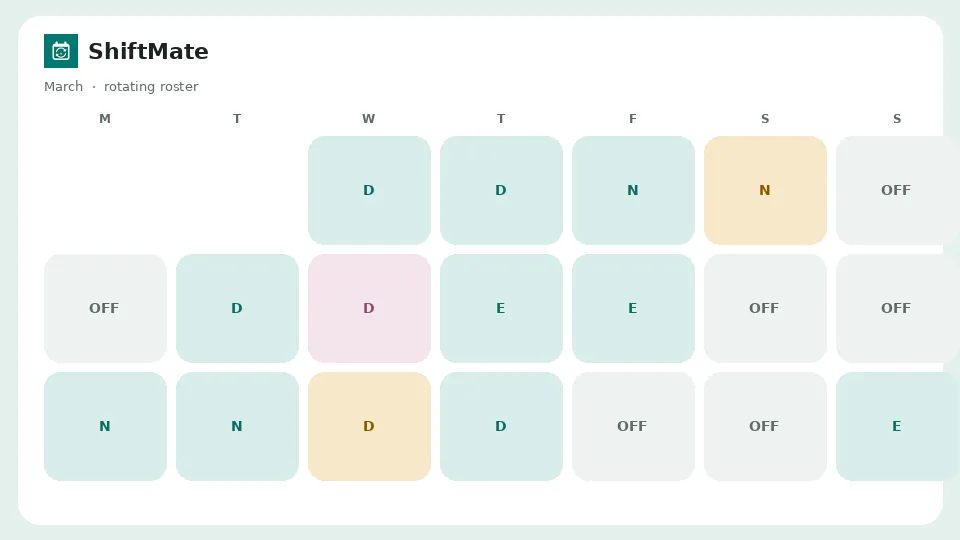 ShiftMate
March · rotating roster
M T W T F S S
D D N N OFF
OFF D D E E OFF OFF
N N D D OFF OFF E